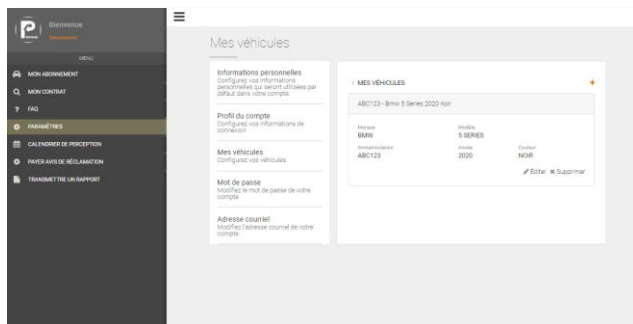 Bienvenue
MENU
MON ABONNEMENT
MON CONTRAT
FAQ
PARAMÈTRES
CALENDRIER DE PERCEPTION
PAYER AVIS DE RÉCLAMATION
TRANSMETTRE UN RAPPORT
Mes véhicules
Informations personnelles
Configurez vos informations
personnelles qui seront utilisées par
défaut dans votre compte.
Profil du compte
Configurez vos informations de
connexion
Mes véhicules
Configurez vos véhicules
Mot de passe
Modifiez le mot de passe de votre
compte
Adresse courriel
Modifiez l'adresse courriel de votre
compte
MES VÉHICULES
+
ABC123 - Bmw 5 Series 2020 noir
Marque Modèle
BMW 5 SERIES
Immatriculation Année Couleur
ABC123 2020 NOIR
Éditer Supprimer